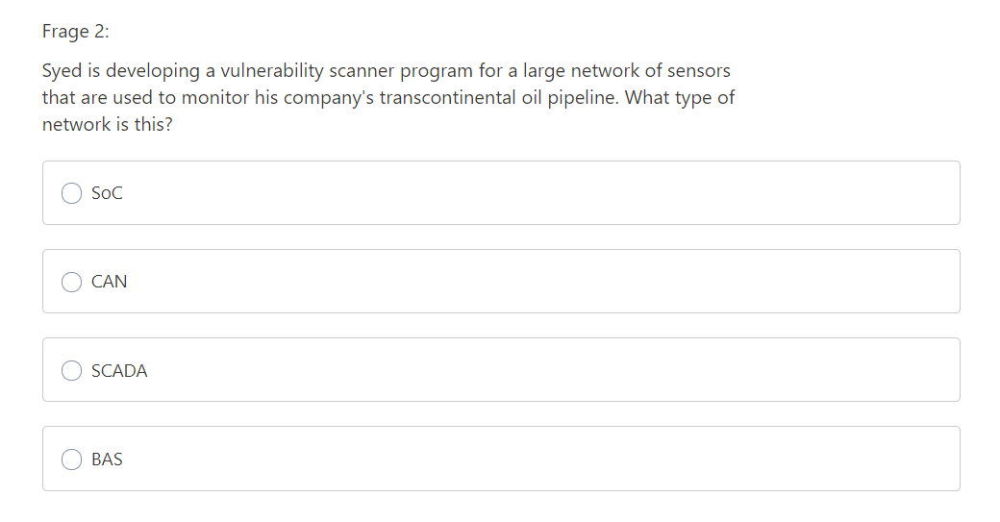 Frage 2:
Syed is developing a vulnerability scanner program for a large network of sensors
that are used to monitor his company's transcontinental oil pipeline. What type of
network is this?
SoC
CAN
SCADA
BAS